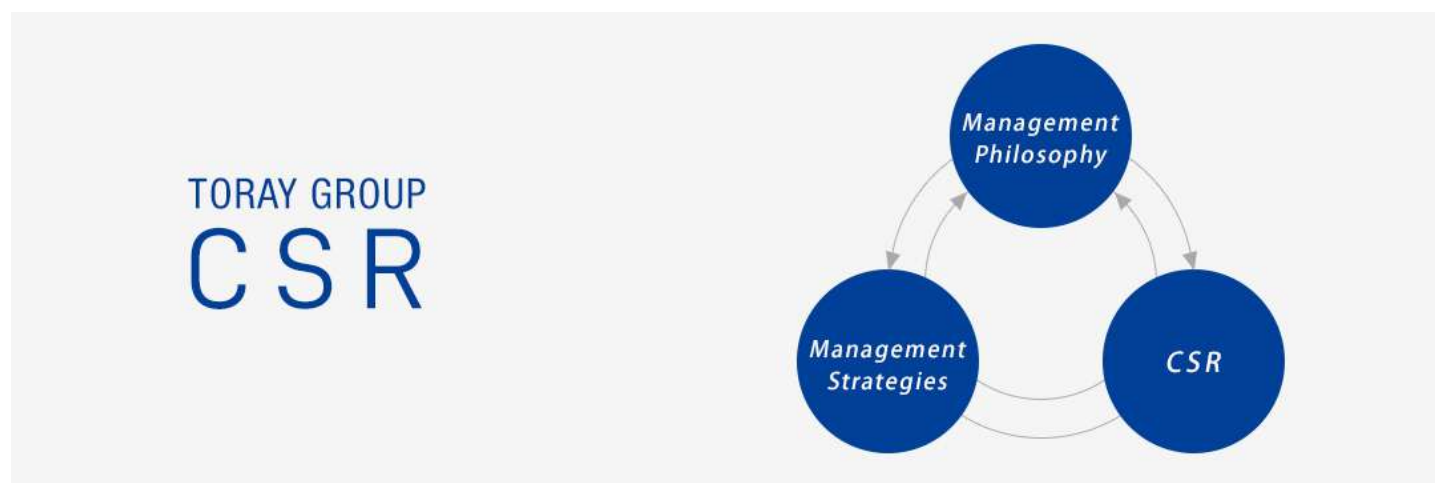 TORAY GROUP
CSR
Management
Philosophy
Management
Strategies
CSR